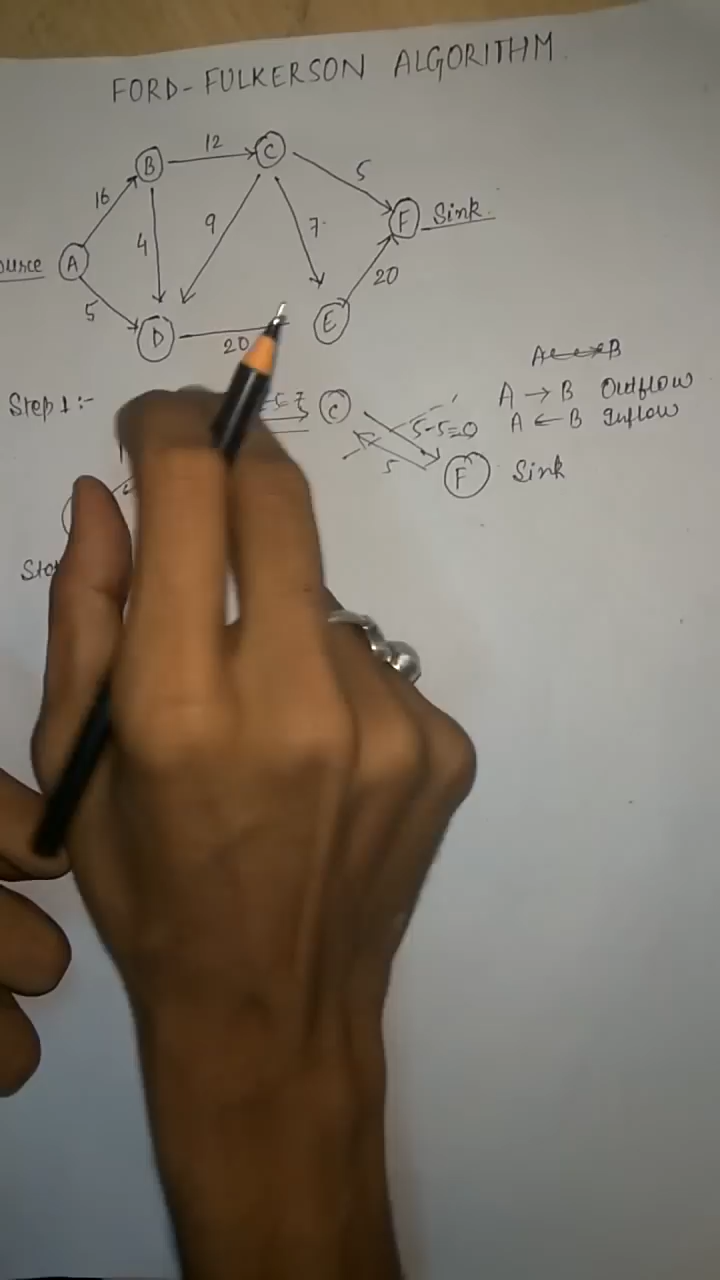 FORD-FULKERSON ALGORITHM
12
B
C
5
16
4
9
7
F Sink
A
20
5
D
E
20
A B
Step 1:-
C
A → B Outflow
5-5=0
A ← B Inflow
5
F Sink